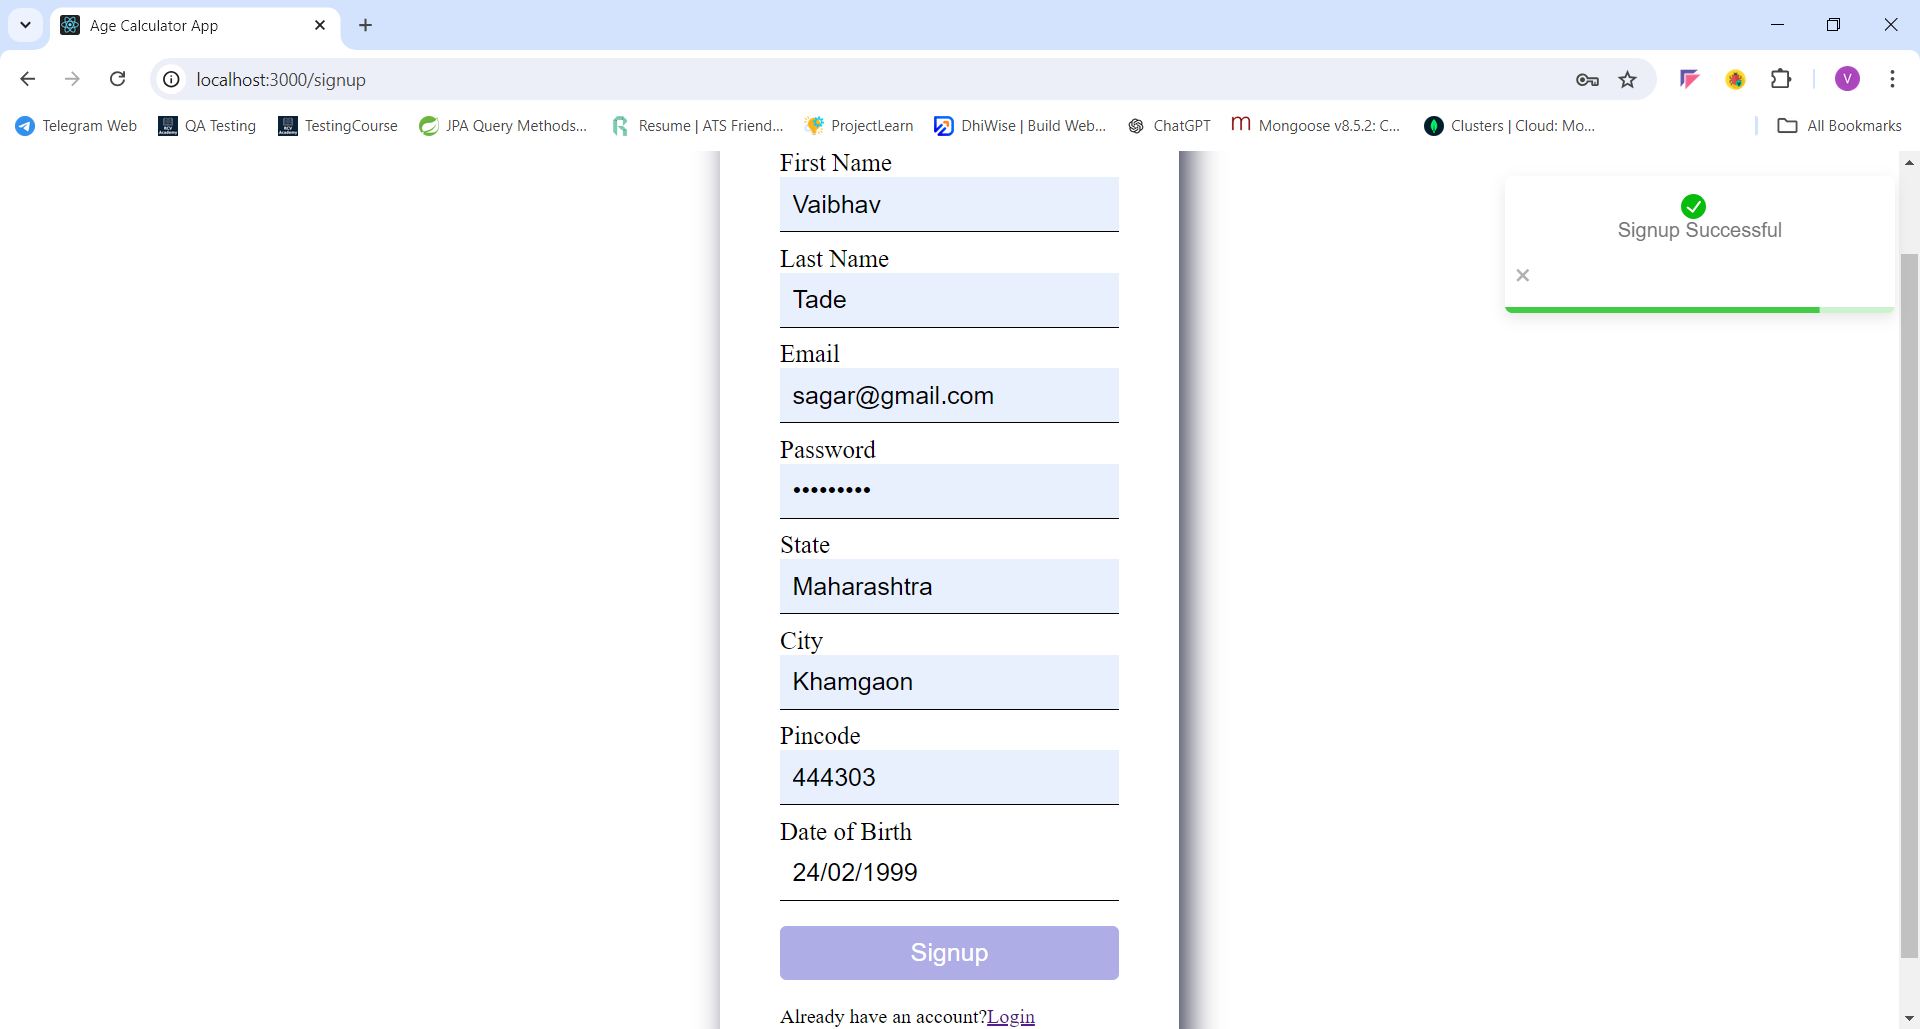 Age Calculator App
localhost:3000/signup
V
Telegram Web
QA Testing
TestingCourse
JPA Query Methods...
Resume | ATS Friend...
ProjectLearn
DhiWise | Build Web...
ChatGPT
Mongoose v8.5.2: C...
Clusters | Cloud: Mo...
All Bookmarks
First Name
Vaibhav
Last Name
Tade
Email
sagar@gmail.com
Password
•••••••••
State
Maharashtra
City
Khamgaon
Pincode
444303
Date of Birth
24/02/1999
Signup
Already have an account?Login
Signup Successful